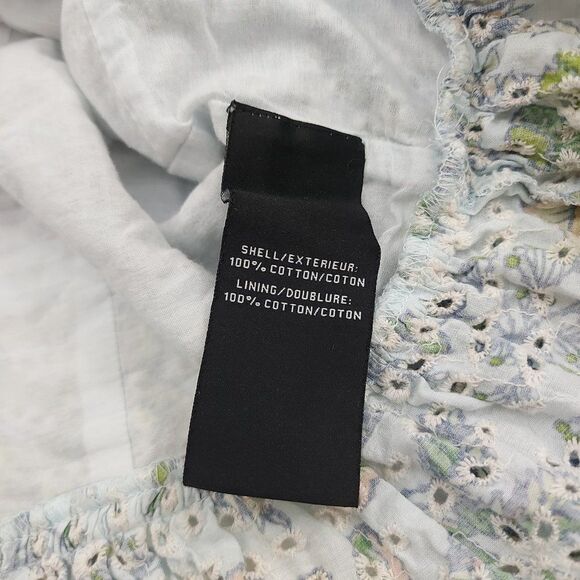 SHELL/EXTERIEUR:
100% COTTON/COTON
LINING/DOUBLURE:
100% COTTON/COTON